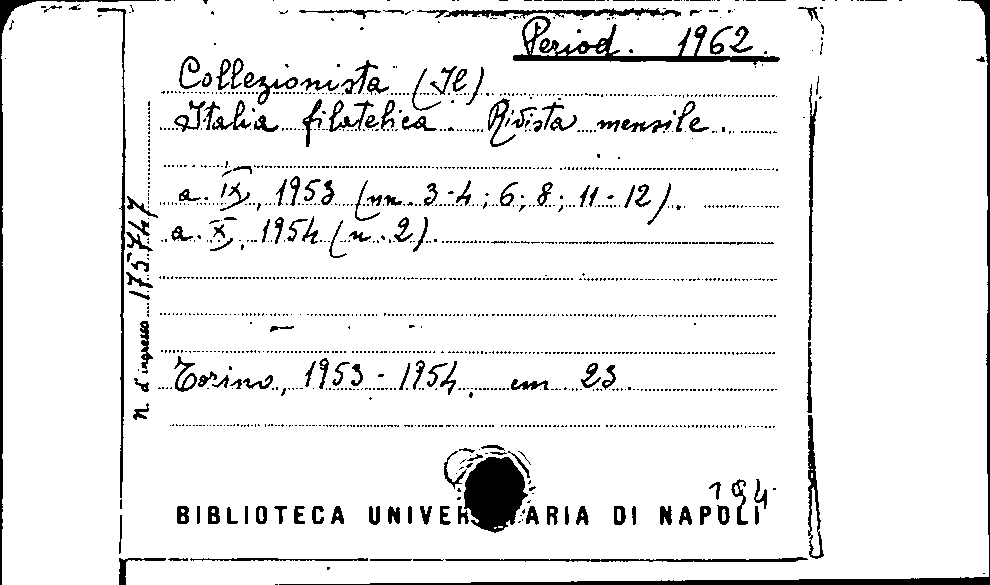 Period. 1962.
Collezionista (Il)
Italia filatelica. Rivista mensile.
a. IX, 1953 (nn. 3-4; 6; 8; 11-12).
a. X, 1954 (n. 2).
Torino, 1953-1954. cm 23.
n. d'ingresso 175747
194
BIBLIOTECA UNIVER ARIA DI NAPOLI